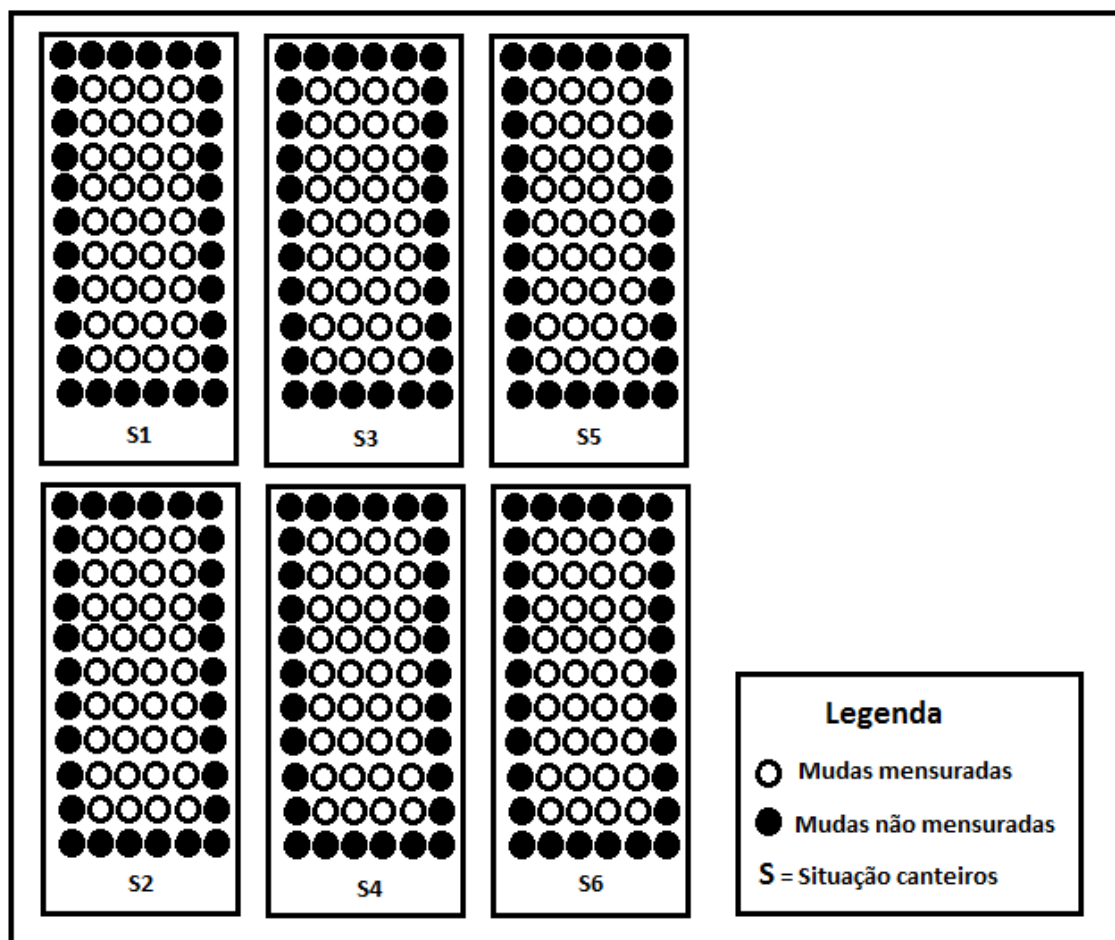 S1
S3
S5
S2
S4
S6
Legenda
Mudas mensuradas
Mudas não mensuradas
S = Situação canteiros